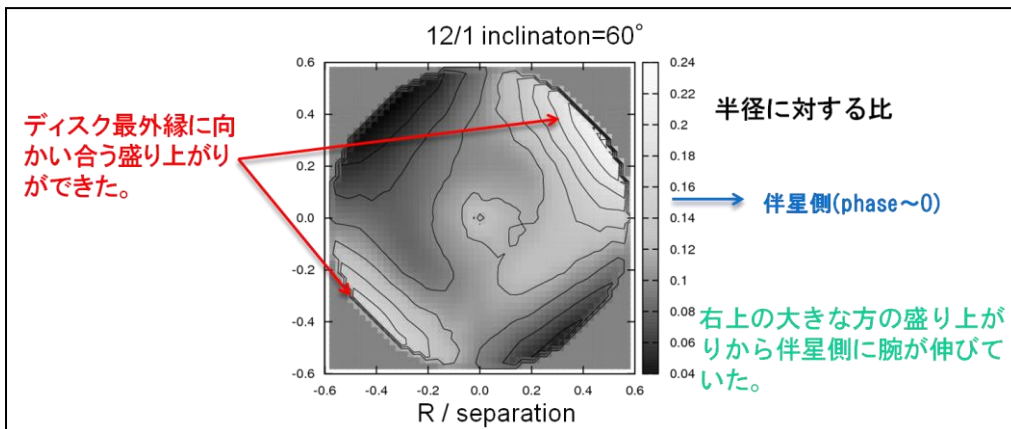 12/1 inclinaton=60°
ディスク最外縁に向
かい合う盛り上がり
ができた。
0.6
0.4
0.2
0.0
-0.2
-0.4
-0.6
-0.6 -0.4 -0.2 0.0 0.2 0.4 0.6
R / separation
0.24
0.22
0.2
0.18
0.16
0.14
0.12
0.1
0.08
0.06
0.04
半径に対する比
伴星側(phase～0)
右上の大きな方の盛り上が
りから伴星側に腕が伸びて
いた。